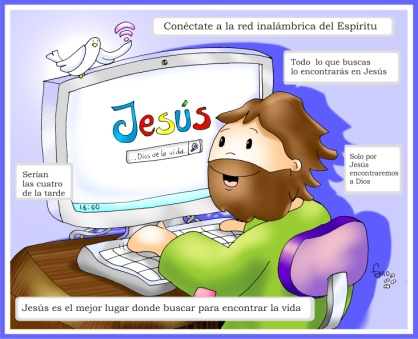 Conéctate a la red inalámbrica del Espíritu
Todo lo que buscas
lo encontrarás en Jesús
Jesús
...Dios de la vida...
Solo por
Jesús
encontraremos
a Dios
Serían
las cuatro
de la tarde
16:00
Fano
Jesús es el mejor lugar donde buscar para encontrar la vida